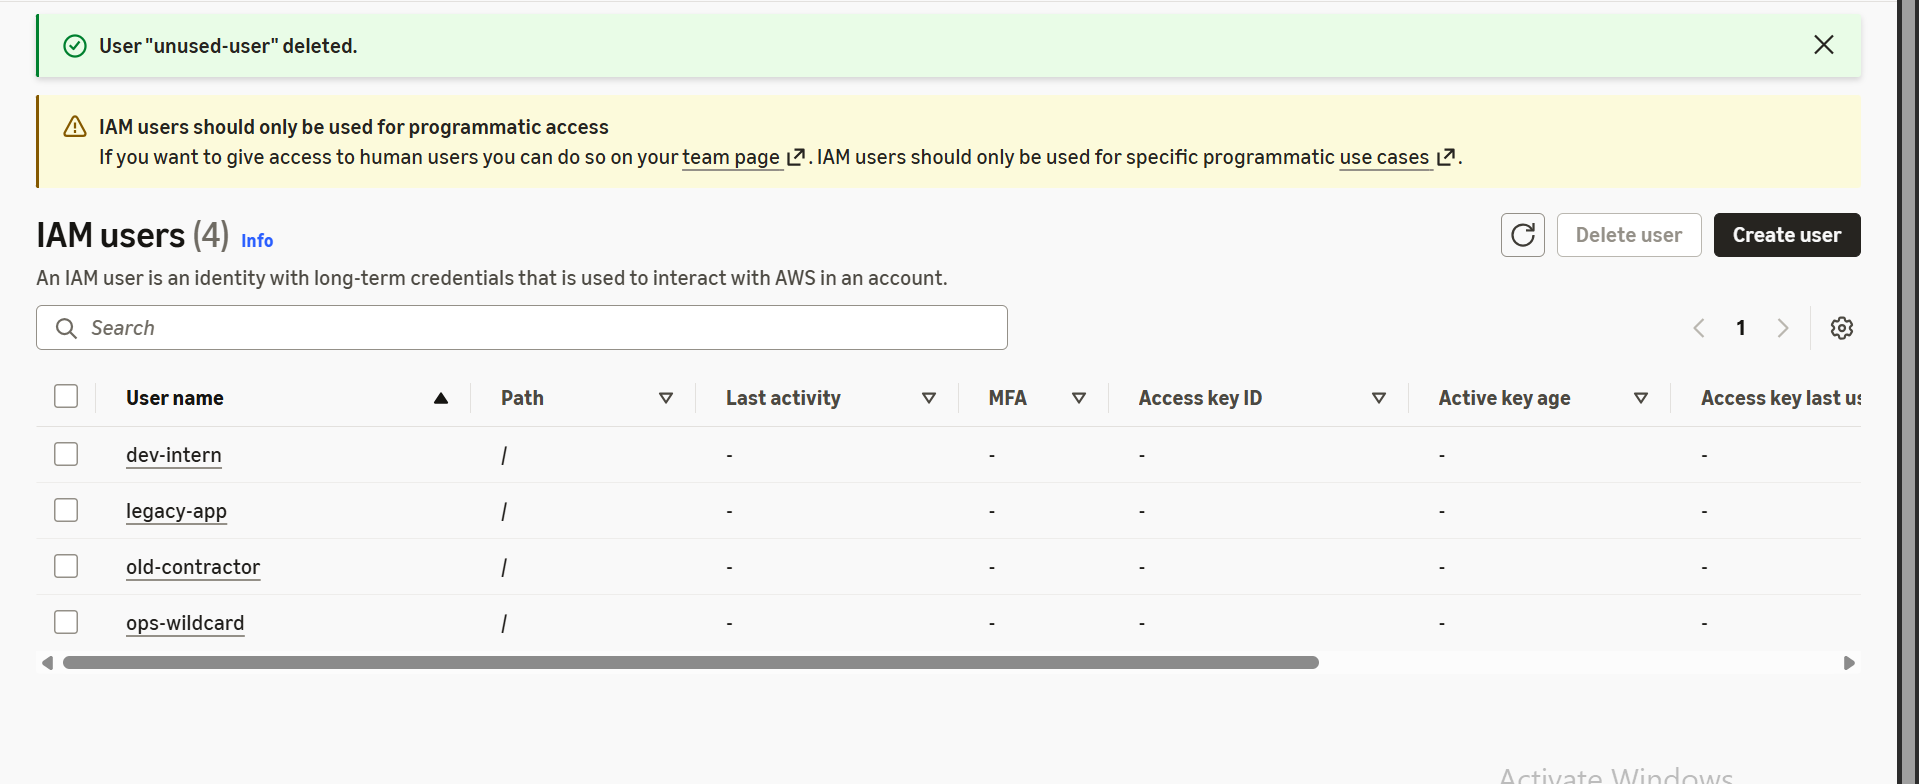 User "unused-user" deleted.
IAM users should only be used for programmatic access
If you want to give access to human users you can do so on your team page . IAM users should only be used for specific programmatic use cases .
IAM users (4) Info
Delete user
Create user
An IAM user is an identity with long-term credentials that is used to interact with AWS in an account.
Search
1
User name Path Last activity MFA Access key ID Active key age Access key last us
dev-intern / - - - - -
legacy-app / - - - - -
old-contractor / - - - - -
ops-wildcard / - - - - -
Activate Windows